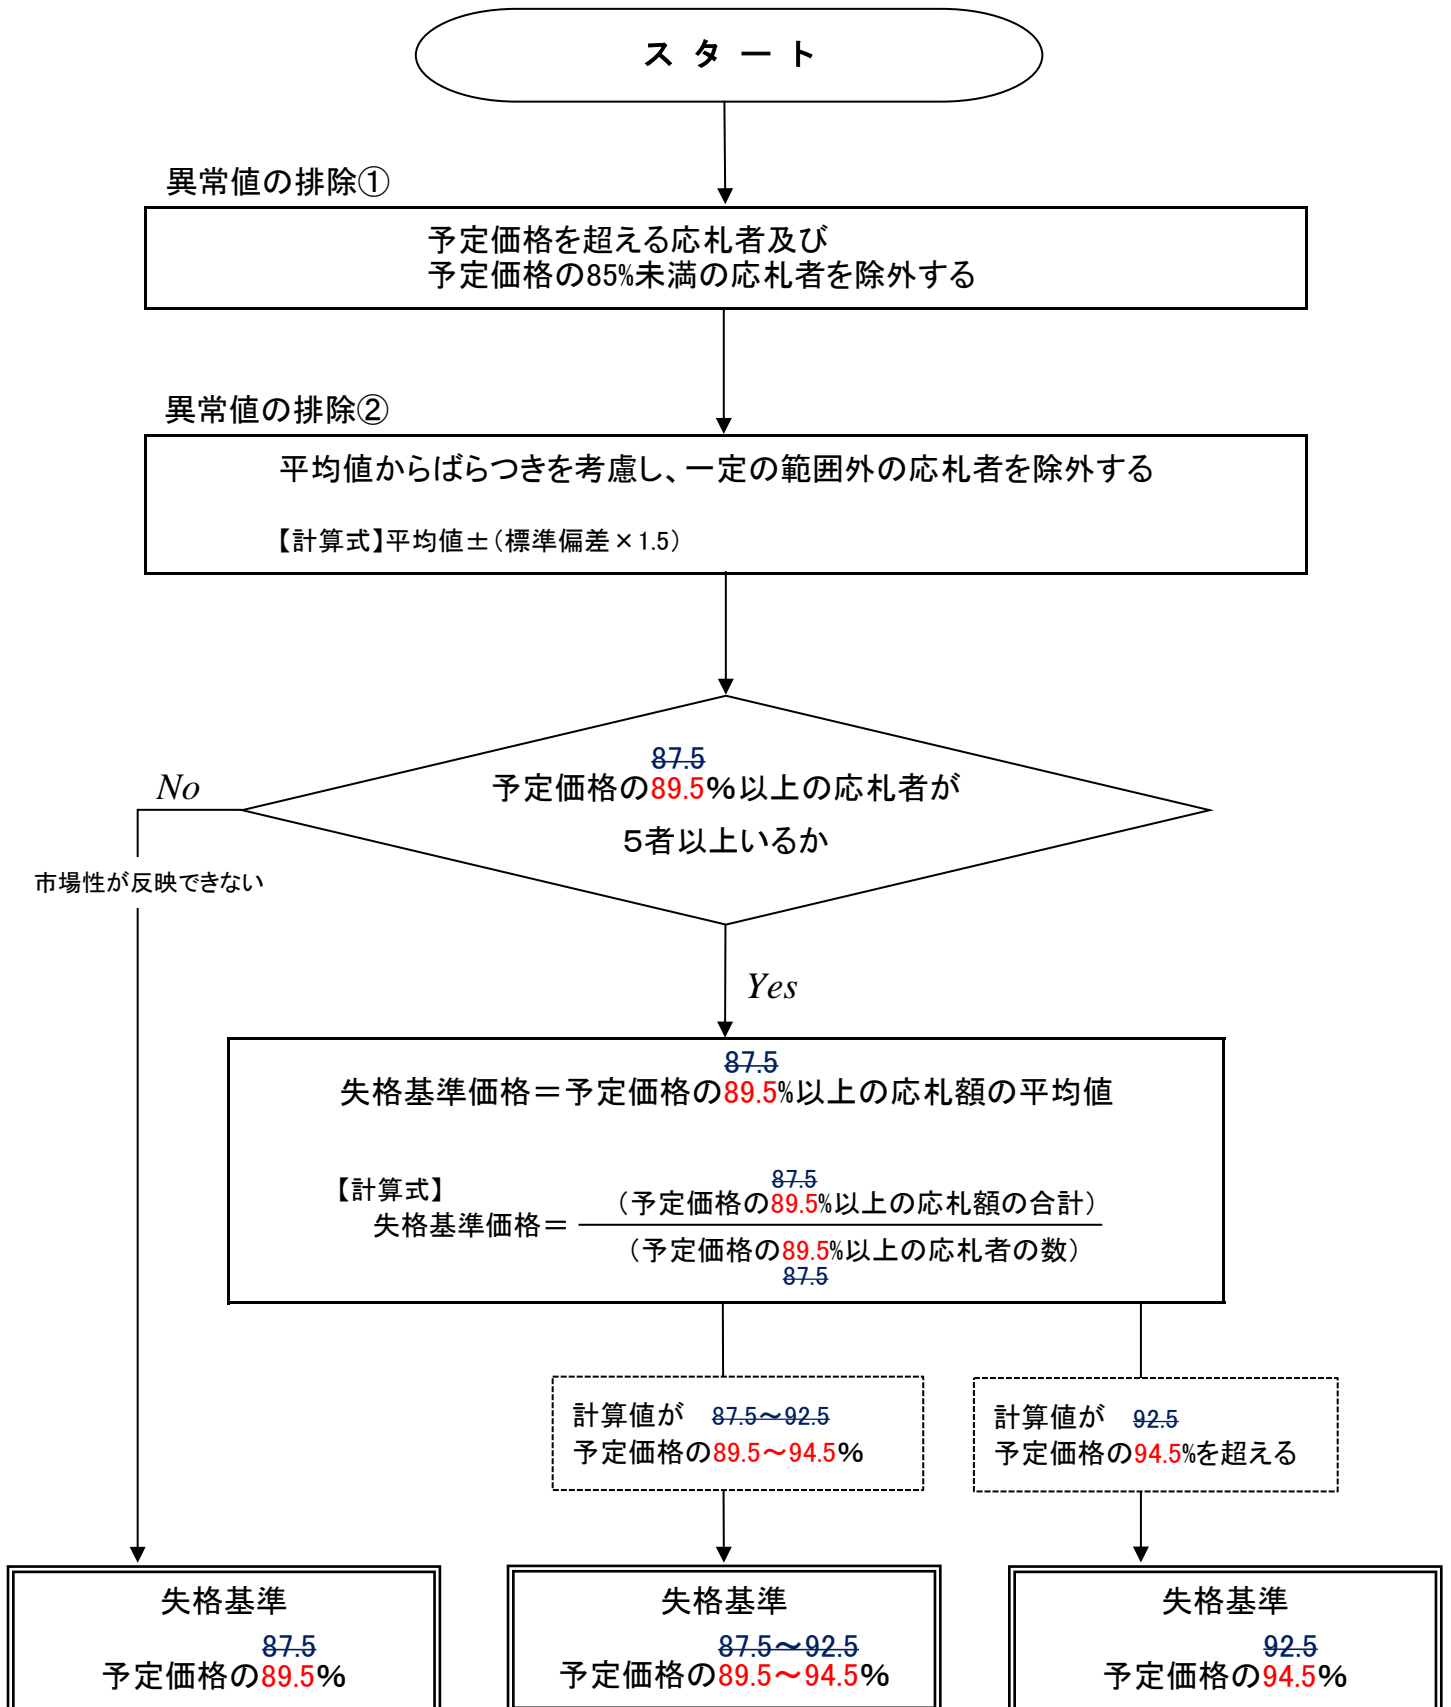 スタート
異常値の排除①
予定価格を超える応札者及び
予定価格の85%未満の応札者を除外する
異常値の排除②
平均値からばらつきを考慮し、一定の範囲外の応札者を除外する
【計算式】平均値±（標準偏差×1.5）
87.5
予定価格の89.5%以上の応札者が
５者以上いるか
No
市場性が反映できない
Yes
87.5
失格基準価格＝予定価格の89.5%以上の応札額の平均値
【計算式】
87.5
（予定価格の89.5%以上の応札額の合計）
失格基準価格＝
（予定価格の89.5%以上の応札者の数）
87.5
計算値が 87.5～92.5
予定価格の89.5～94.5%
計算値が 92.5
予定価格の94.5%を超える
失格基準
87.5
予定価格の89.5%
失格基準
87.5～92.5
予定価格の89.5～94.5%
失格基準
92.5
予定価格の94.5%